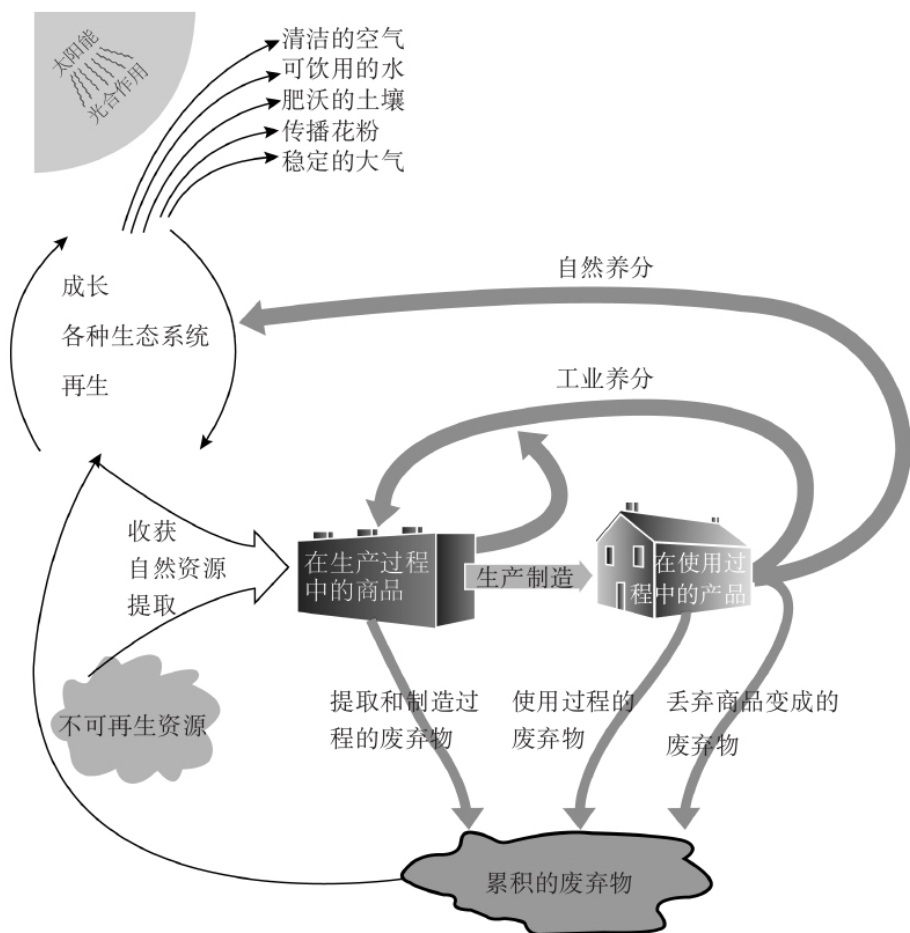 太阳能
光合作用
清洁的空气
可饮用的水
肥沃的土壤
传播花粉
稳定的大气
成长
各种生态系统
再生
自然养分
工业养分
收获
自然资源
提取
在生产过程
中的商品
生产制造
在使用过
程中的产品
不可再生资源
提取和制造过
程的废弃物
使用过程的
废弃物
丢弃商品变成的
废弃物
累积的废弃物